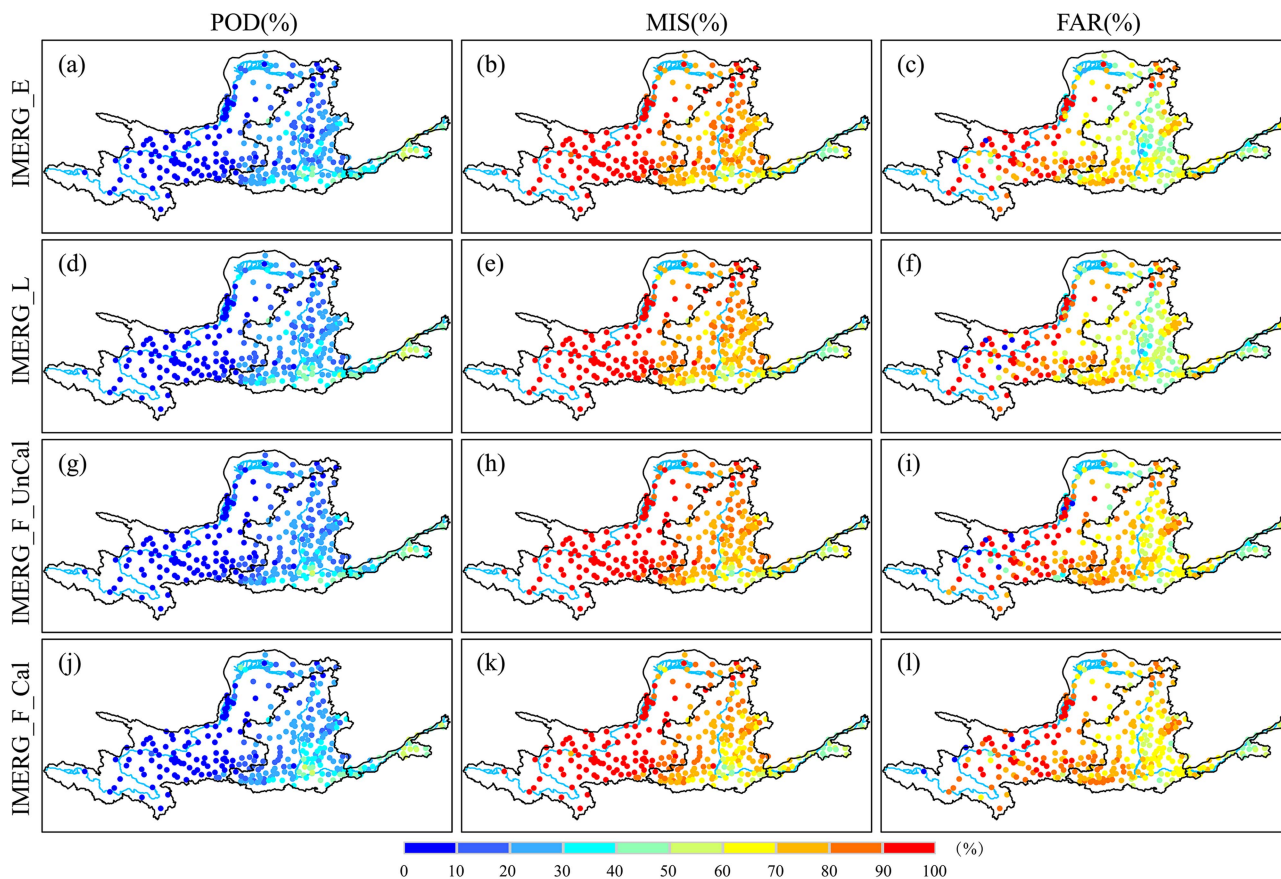 POD(%) MIS(%) FAR(%)
IMERG_E
(a) (b) (c)
IMERG_L
(d) (e) (f)
IMERG_F_UnCal
(g) (h) (i)
IMERG_F_Cal
(j) (k) (l)
0 10 20 30 40 50 60 70 80 90 100 (%)